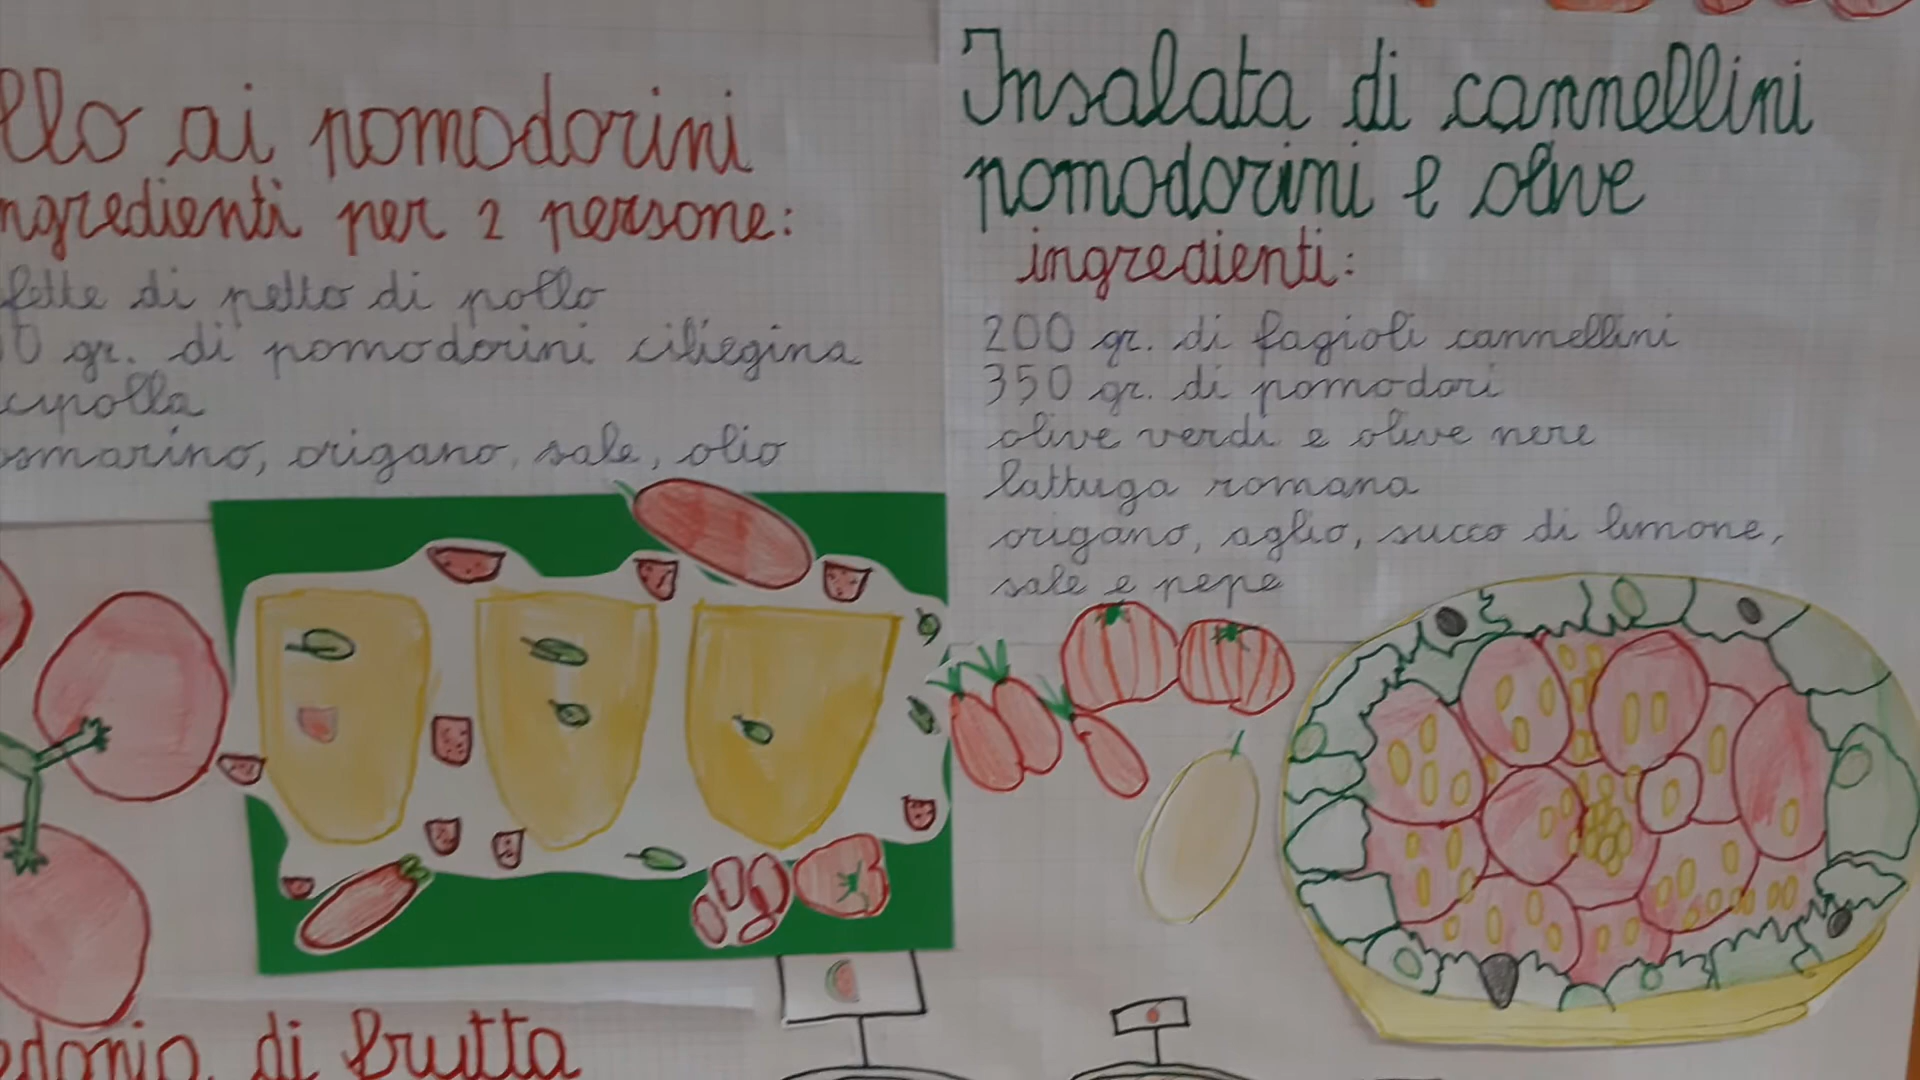 llo ai pomodorini
ngredienti per 2 persone:
fette di petto di pollo
0 gr. di pomodorini ciliegina
cipolla
osmarino, origano, sale, olio
Insalata di cannellini
pomodorini e olive
ingredienti:
200 gr. di fagioli cannellini
350 gr. di pomodori
olive verdi e olive nere
lattuga romana
origano, aglio, succo di limone,
sale e pepe
edonia di frutta